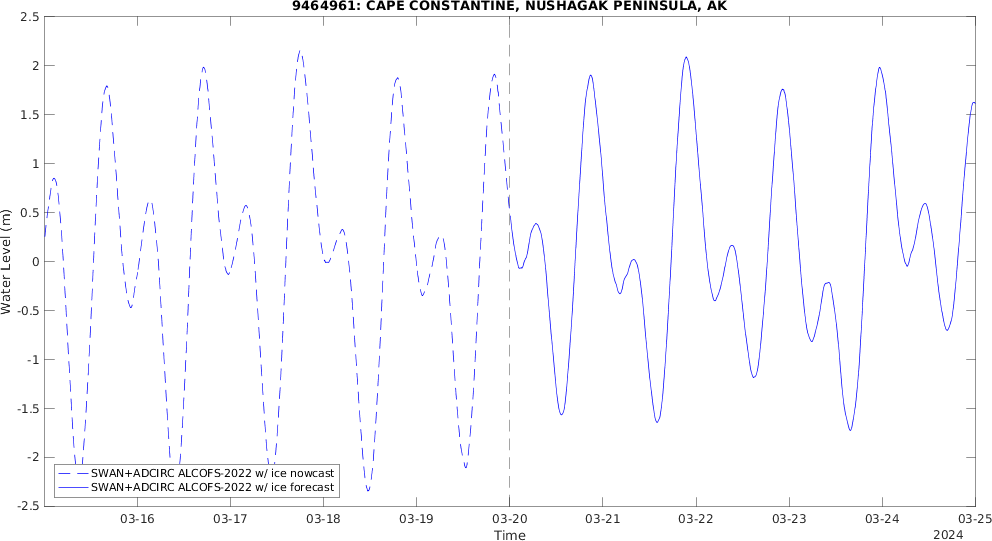 9464961: CAPE CONSTANTINE, NUSHAGAK PENINSULA, AK
Water Level (m)
2.5
2
1.5
1
0.5
0
-0.5
-1
-1.5
-2
-2.5
SWAN+ADCIRC ALCOFS-2022 w/ ice nowcast
SWAN+ADCIRC ALCOFS-2022 w/ ice forecast
03-16 03-17 03-18 03-19 03-20 03-21 03-22 03-23 03-24 03-25
Time
2024